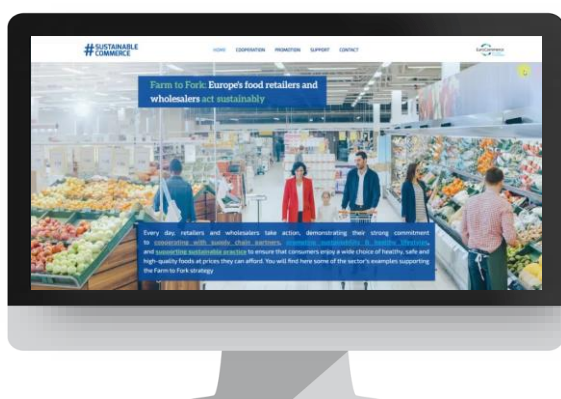 #SUSTAINABLE
COMMERCE
HOME COOPERATION PROMOTION SUPPORT CONTACT
EuroCommerce
Farm to Fork: Europe's food retailers and
wholesalers act sustainably
Every day, retailers and wholesalers take action, demonstrating their strong commitment
to cooperating with supply chain partners, promoting sustainability & healthy lifestyles,
and supporting sustainable practice to ensure that consumers enjoy a wide choice of healthy, safe and
high-quality foods at prices they can afford. You will find here some of the sector's examples supporting
the Farm to Fork strategy